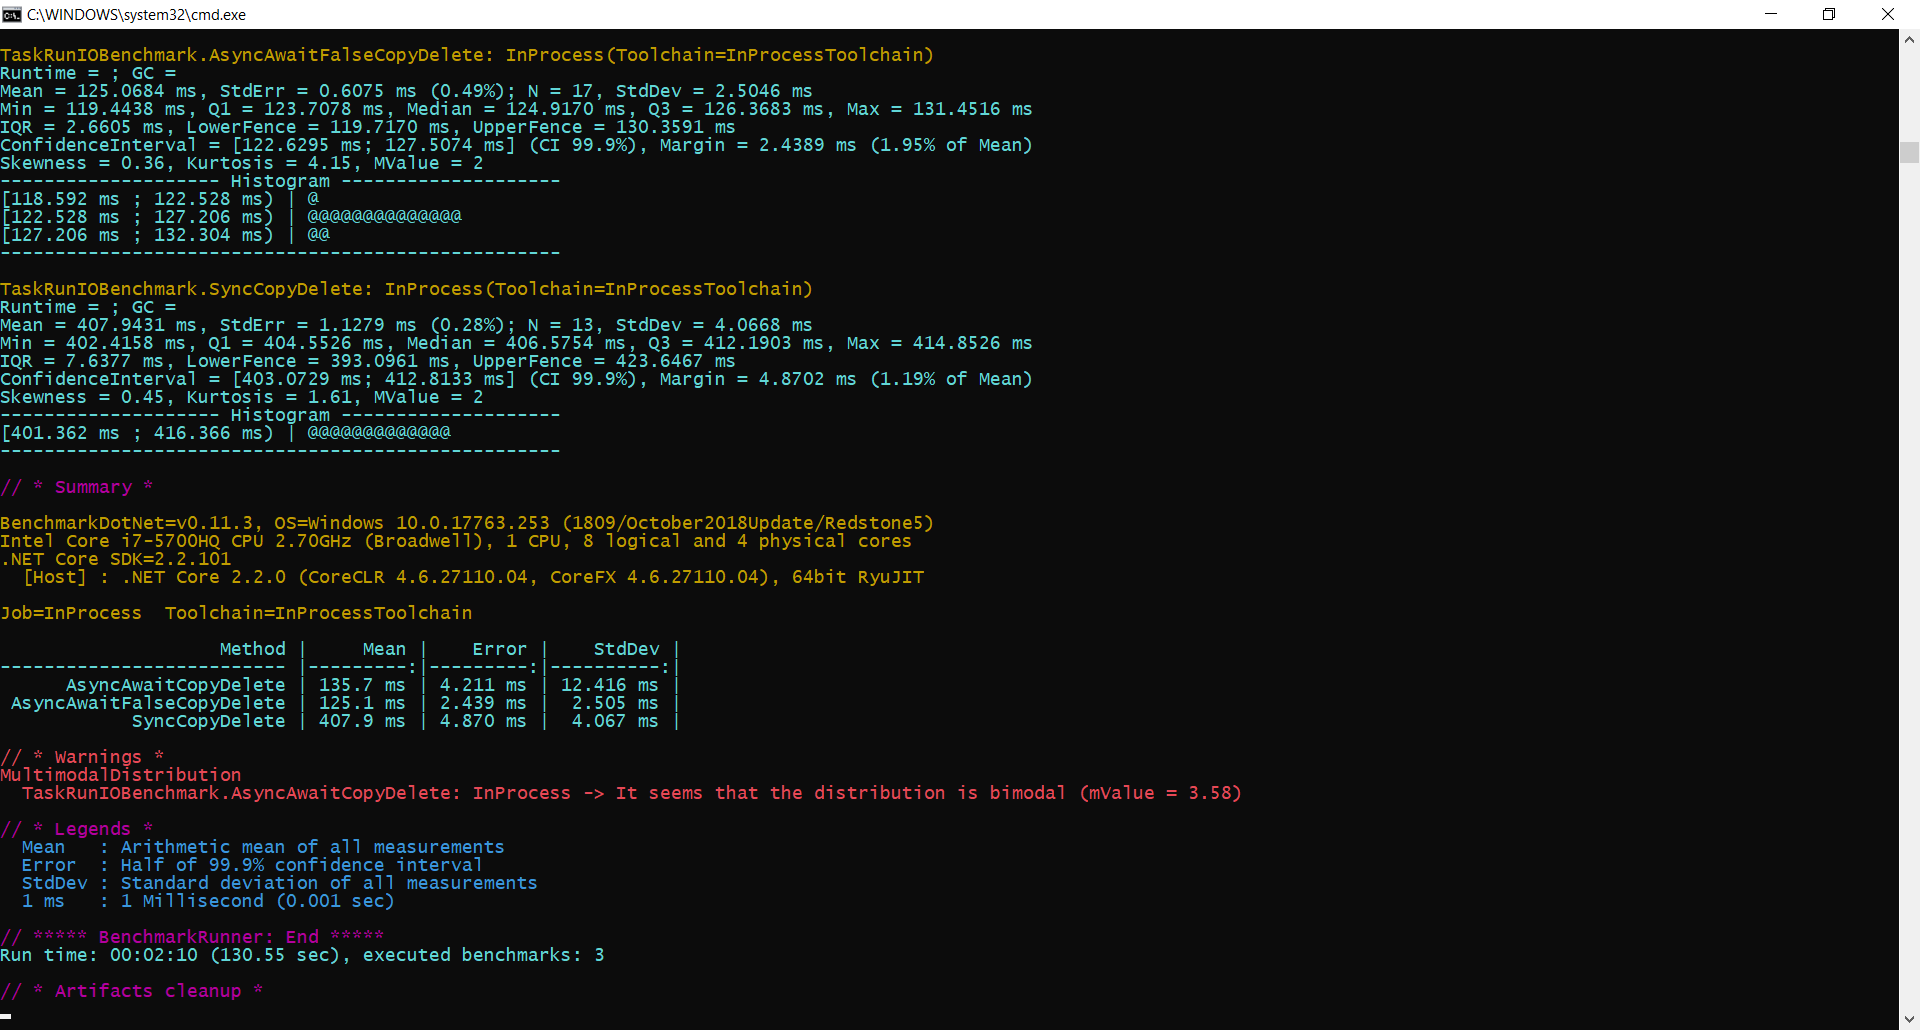 C:\WINDOWS\system32\cmd.exe
TaskRunIOBenchmark.AsyncAwaitFalseCopyDelete: InProcess(Toolchain=InProcessToolchain)
Runtime = ; GC =
Mean = 125.0684 ms, StdErr = 0.6075 ms (0.49%); N = 17, StdDev = 2.5046 ms
Min = 119.4438 ms, Q1 = 123.7078 ms, Median = 124.9170 ms, Q3 = 126.3683 ms, Max = 131.4516 ms
IQR = 2.6605 ms, LowerFence = 119.7170 ms, UpperFence = 130.3591 ms
ConfidenceInterval = [122.6295 ms; 127.5074 ms] (CI 99.9%), Margin = 2.4389 ms (1.95% of Mean)
Skewness = 0.36, Kurtosis = 4.15, MValue = 2
-------------------- Histogram --------------------
[118.592 ms ; 122.528 ms) | @
[122.528 ms ; 127.206 ms) | @@@@@@@@@@@@@@
[127.206 ms ; 132.304 ms) | @@
---------------------------------------------------
TaskRunIOBenchmark.SyncCopyDelete: InProcess(Toolchain=InProcessToolchain)
Runtime = ; GC =
Mean = 407.9431 ms, StdErr = 1.1279 ms (0.28%); N = 13, StdDev = 4.0668 ms
Min = 402.4158 ms, Q1 = 404.5526 ms, Median = 406.5754 ms, Q3 = 412.1903 ms, Max = 414.8526 ms
IQR = 7.6377 ms, LowerFence = 393.0961 ms, UpperFence = 423.6467 ms
ConfidenceInterval = [403.0729 ms; 412.8133 ms] (CI 99.9%), Margin = 4.8702 ms (1.19% of Mean)
Skewness = 0.45, Kurtosis = 1.61, MValue = 2
-------------------- Histogram --------------------
[401.362 ms ; 416.366 ms) | @@@@@@@@@@@@@
---------------------------------------------------
// * Summary *
BenchmarkDotNet=v0.11.3, OS=Windows 10.0.17763.253 (1809/October2018Update/Redstone5)
Intel Core i7-5700HQ CPU 2.70GHz (Broadwell), 1 CPU, 8 logical and 4 physical cores
.NET Core SDK=2.2.101
  [Host] : .NET Core 2.2.0 (CoreCLR 4.6.27110.04, CoreFX 4.6.27110.04), 64bit RyuJIT
Job=InProcess  Toolchain=InProcessToolchain
                    Method |     Mean |    Error |    StdDev |
-------------------------- |---------:|---------:|----------:|
      AsyncAwaitCopyDelete | 135.7 ms | 4.211 ms | 12.416 ms |
 AsyncAwaitFalseCopyDelete | 125.1 ms | 2.439 ms |  2.505 ms |
            SyncCopyDelete | 407.9 ms | 4.870 ms |  4.067 ms |
// * Warnings *
MultimodalDistribution
  TaskRunIOBenchmark.AsyncAwaitCopyDelete: InProcess -> It seems that the distribution is bimodal (mValue = 3.58)
// * Legends *
  Mean   : Arithmetic mean of all measurements
  Error  : Half of 99.9% confidence interval
  StdDev : Standard deviation of all measurements
  1 ms   : 1 Millisecond (0.001 sec)
// ***** BenchmarkRunner: End *****
Run time: 00:02:10 (130.55 sec), executed benchmarks: 3
// * Artifacts cleanup *